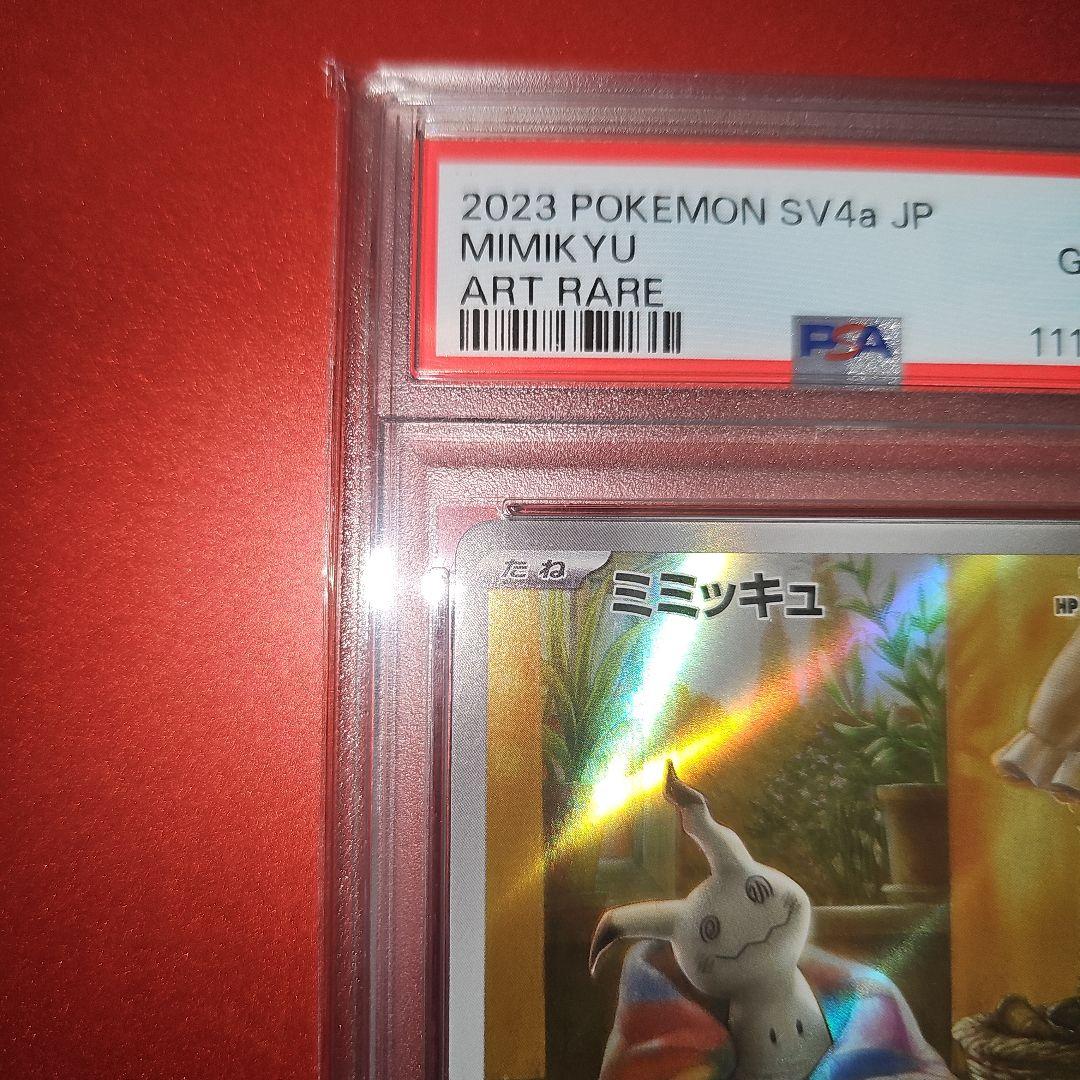 2023 POKEMON SV4a JP
MIMIKYU
ART RARE
PSA
たね
ミミッキュ
HP